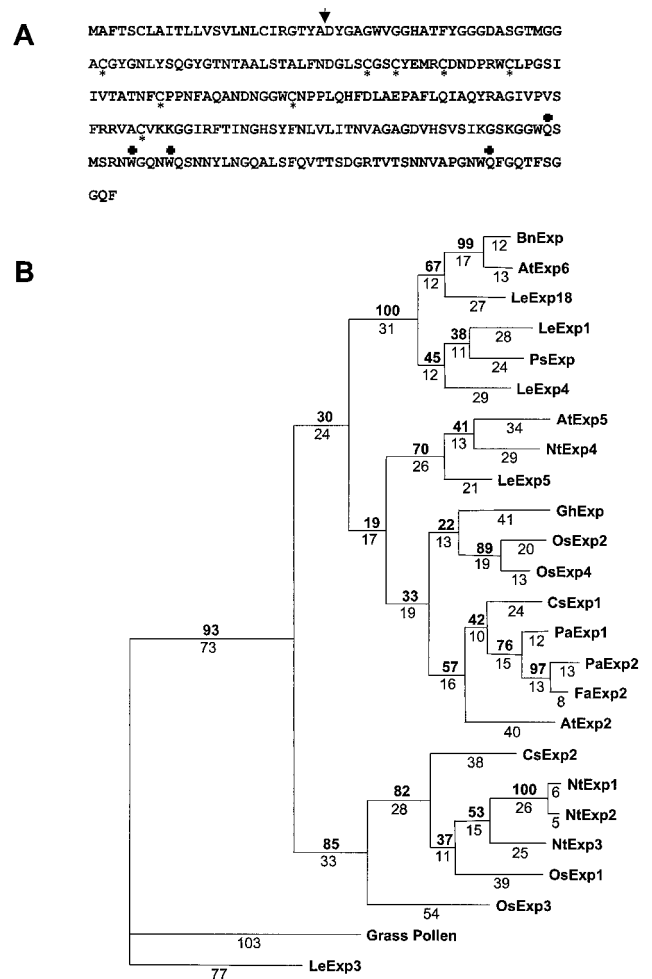 A
MAFTSCLAITLLVSVLNLCIRGTYADYGAGWVGGHATFYGGGDASGTMGG
ACGYGNLYSQGYGTNTAALSTALFNDGLSCGSCYEMRCDNDPRWCLPGSI
* * * * *
IVTATNFCPPNFAQANDNGGWCNPPLQHFDLAEPAFLQIAQYRAGIVPVS
* *
FRRVACVKKGGIRFTINGHSYFNLVLITNVAGAGDVHSVSIKGSKGGWQS
*
MSRNWGQNWQSNNYLNGQALSFQVTTSDGRTVTSNNVAPGNWQFGQTFSG
GQF
B
99 12 BnExp
17
67 13 AtExp6
12
27 LeExp18
100
31
38 28 LeExp1
11
45 24 PsExp
12
29 LeExp4
30
24
41 34 AtExp5
13
70 29 NtExp4
26
21 LeExp5
19
17
22 41 GhExp
13
89 20 OsExp2
19
13 OsExp4
33
19
42 24 CsExp1
10
76 12 PaExp1
15
97 13 PaExp2
13
8 FaExp2
57
16
40 AtExp2
93
73
38 CsExp2
82
28
100 6 NtExp1
26
5 NtExp2
53
15
25 NtExp3
37
11
39 OsExp1
85
33
54 OsExp3
103 Grass Pollen
77 LeExp3